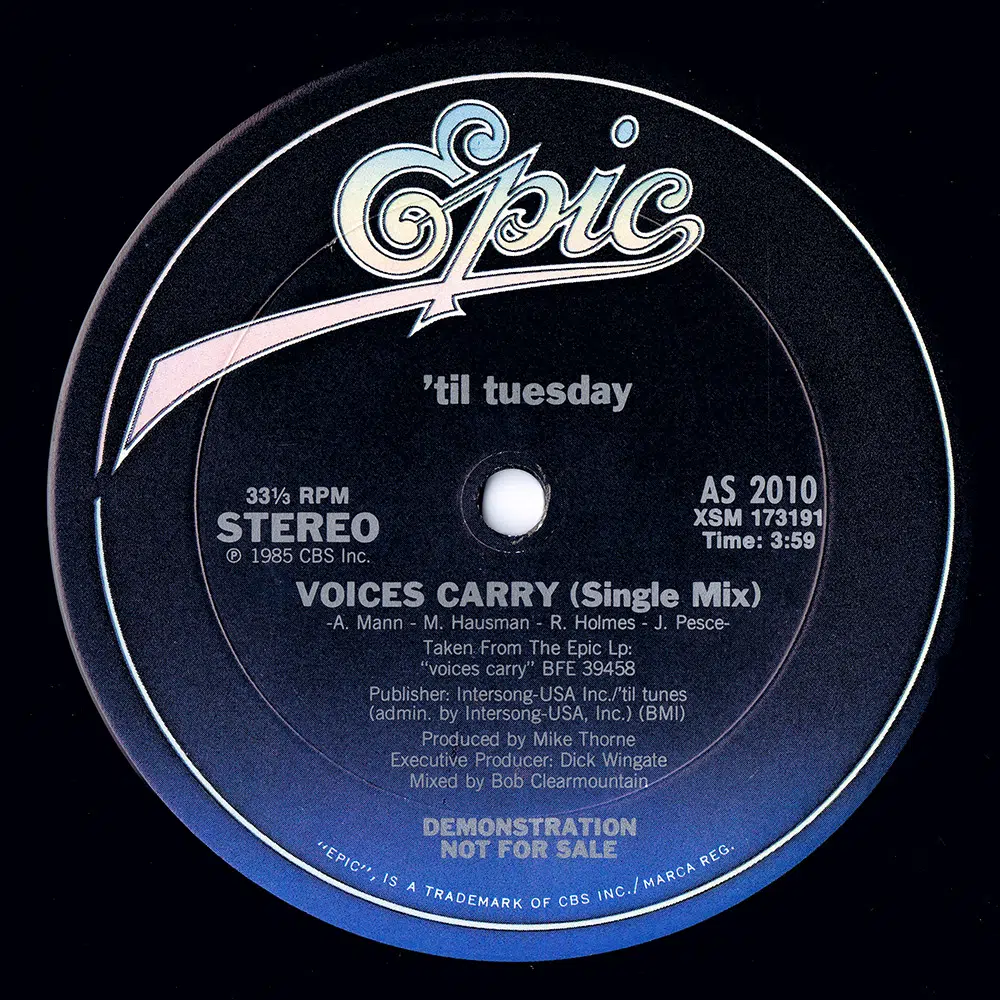 Epic
’til tuesday
33⅓ RPM
STEREO
℗ 1985 CBS Inc.
AS 2010
XSM 173191
Time: 3:59
VOICES CARRY (Single Mix)
-A. Mann - M. Hausman - R. Holmes - J. Pesce-
Taken From The Epic Lp:
“voices carry” BFE 39458
Publisher: Intersong-USA Inc./’til tunes
(admin. by Intersong-USA, Inc.) (BMI)
Produced by Mike Thorne
Executive Producer: Dick Wingate
Mixed by Bob Clearmountain
DEMONSTRATION
NOT FOR SALE
"EPIC", IS A TRADEMARK OF CBS INC./MARCA REG.